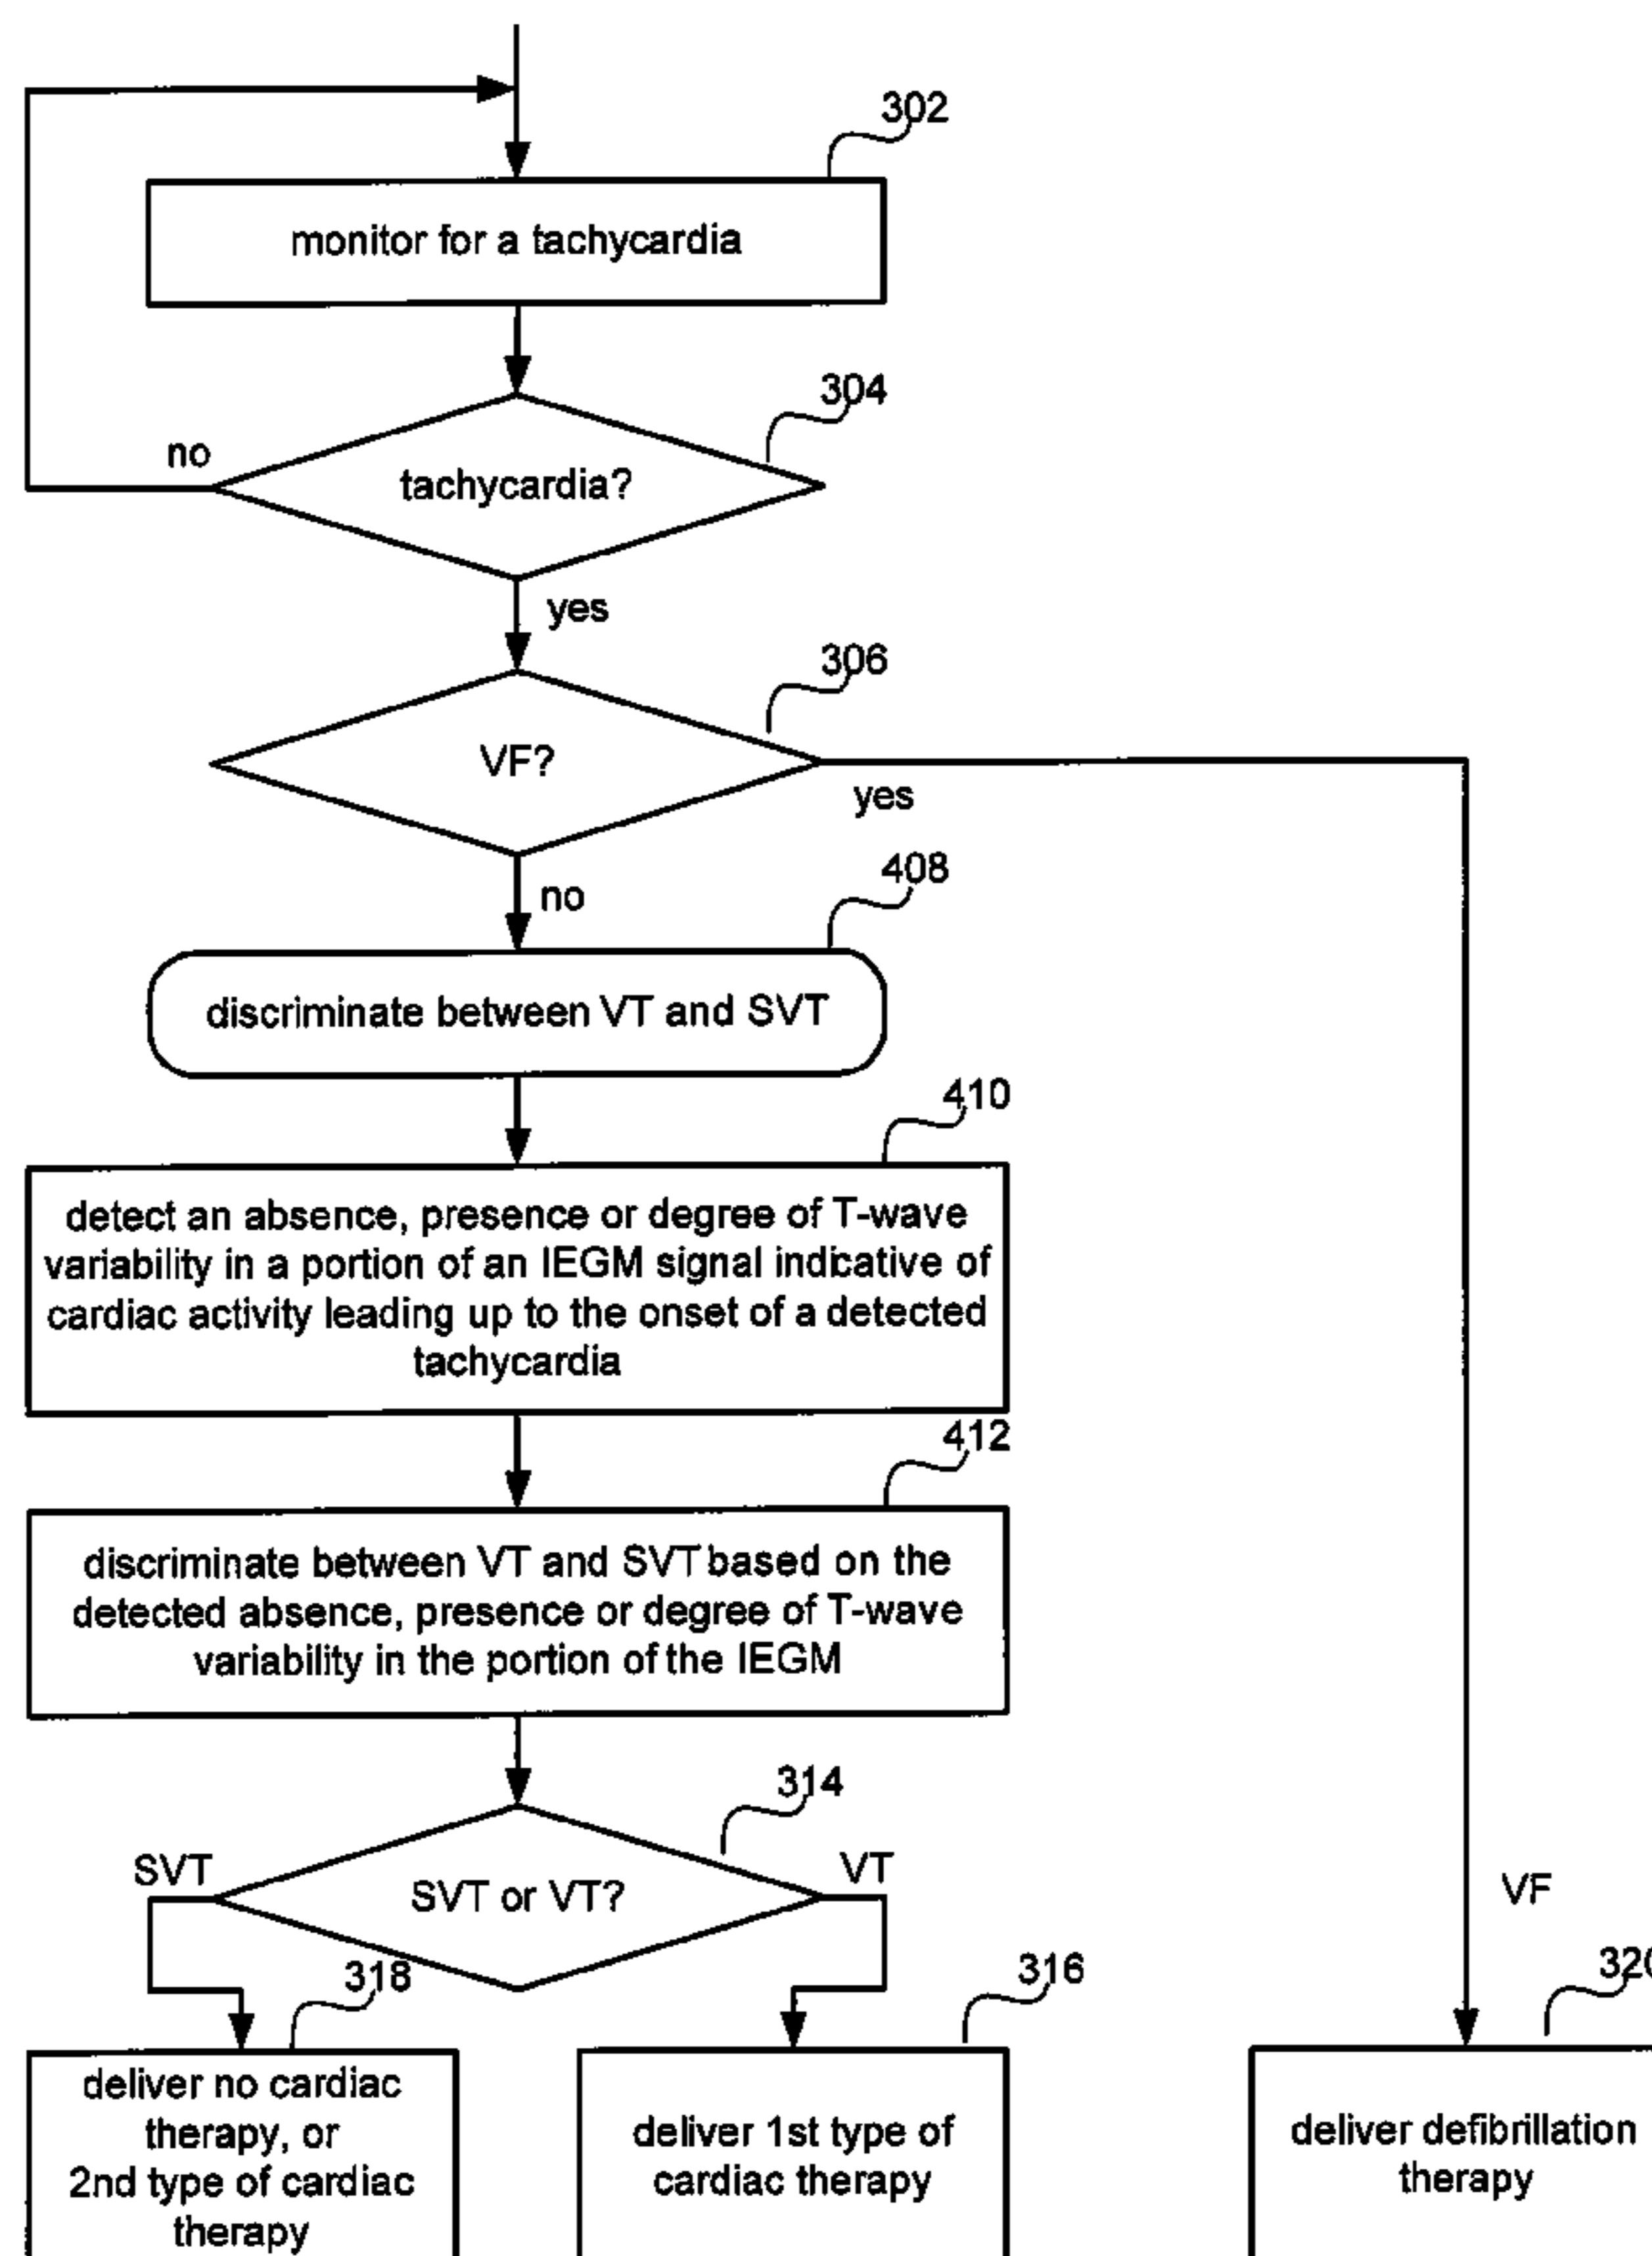 302
monitor for a tachycardia
304
no
tachycardia?
yes
306
VF?
yes
408
no
discriminate between VT and SVT
410
detect an absence, presence or degree of T-wave
variability in a portion of an IEGM signal indicative of
cardiac activity leading up to the onset of a detected
tachycardia
412
discriminate between VT and SVT based on the
detected absence, presence or degree of T-wave
variability in the portion of the IEGM
314
SVT
VT
SVT or VT?
VF
318
316
320
deliver no cardiac
therapy, or
2nd type of cardiac
therapy
deliver 1st type of
cardiac therapy
deliver defibrillation
therapy